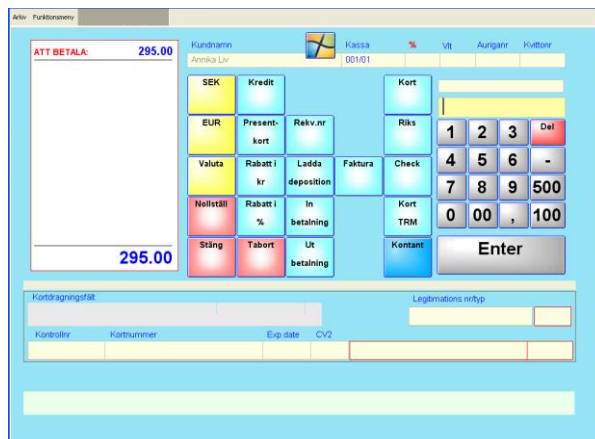 Arkiv Funktionsmeny
ATT BETALA: 295.00
295.00
Kundnamn Kassa % Vlt Auriganr Kvittonr
Annika Liv 001/01
SEK Kredit Kort
EUR Present-
kort Rekv.nr Riks
Valuta Rabatt i
kr Ladda
deposition Faktura Check
Nollställ Rabatt i
% In
betalning Kort
TRM
Stäng Tabort Ut
betalning Kontant
1 2 3 Del
4 5 6 -
7 8 9 500
0 00 , 100
Enter
Kortdragningsfält Legitimations nr/typ
Kontrollnr Kortnummer Exp.date CV2